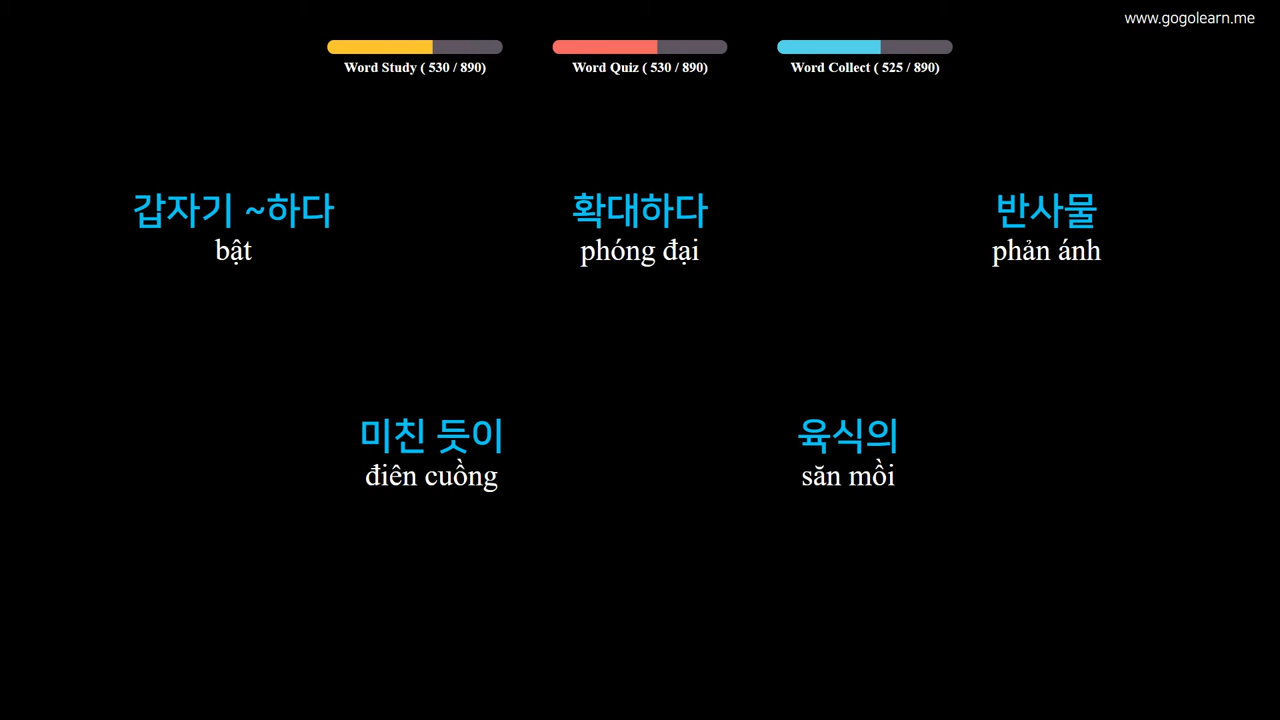 www.gogolearn.me
Word Study ( 530 / 890)
Word Quiz ( 530 / 890)
Word Collect ( 525 / 890)
갑자기 ~하다
bật
확대하다
phóng đại
반사물
phản ánh
미친 듯이
điên cuồng
육식의
săn mồi